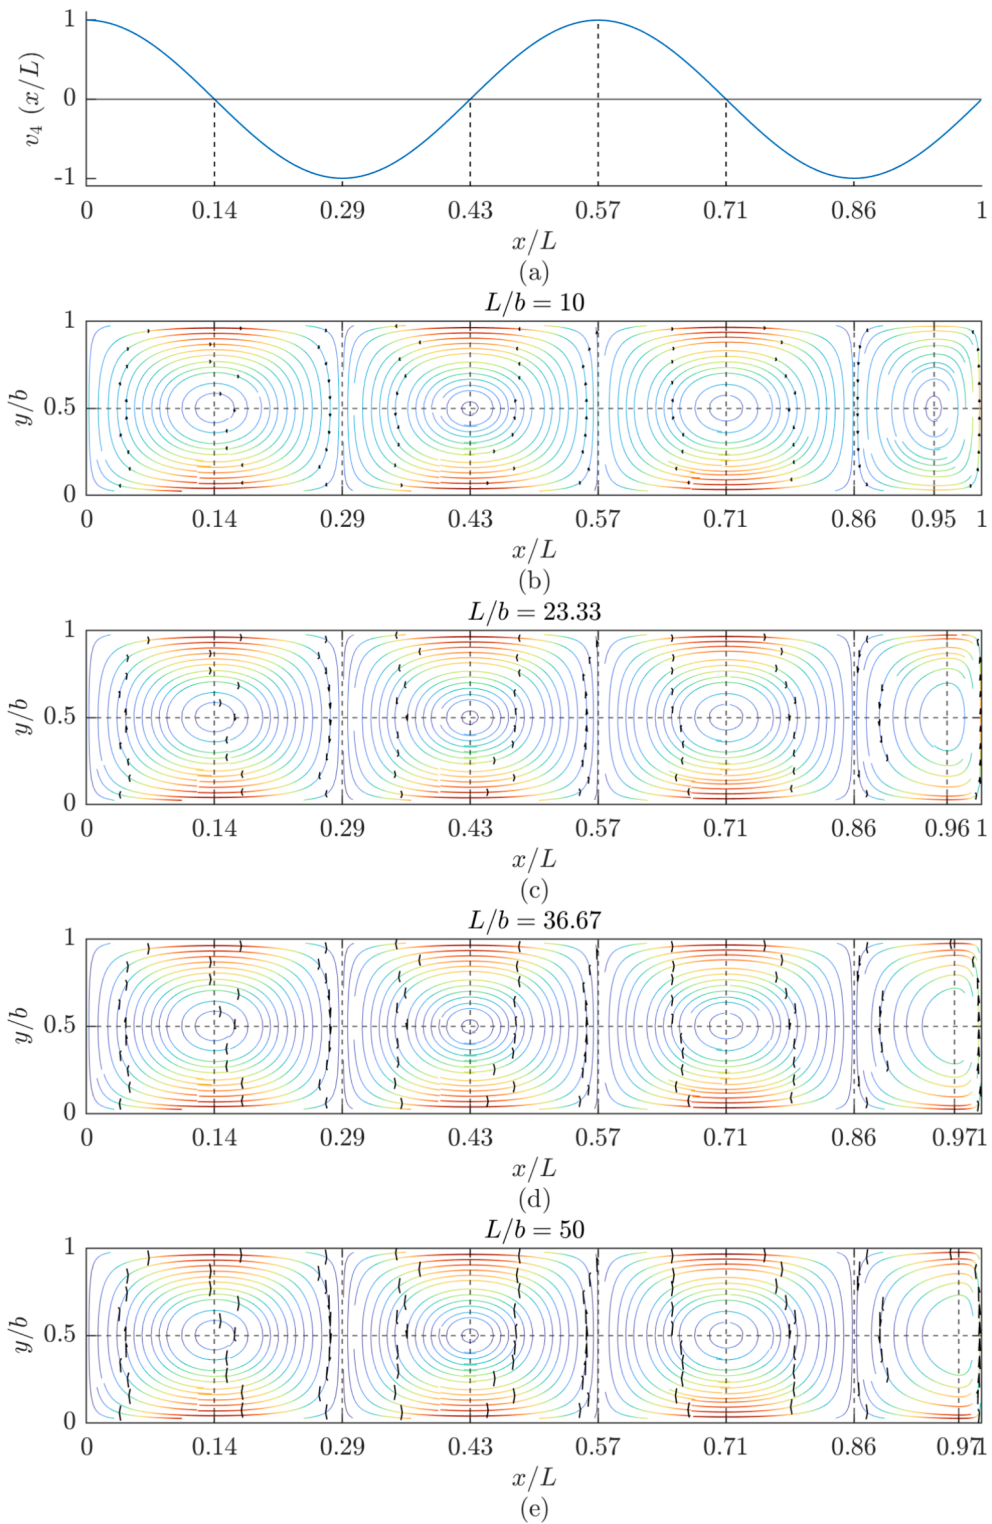 1
0
-1
v4 (x/L)
0 0.14 0.29 0.43 0.57 0.71 0.86 1
x/L
(a)
L/b = 10
1
0.5
0
y/b
0 0.14 0.29 0.43 0.57 0.71 0.86 0.95 1
x/L
(b)
L/b = 23.33
1
0.5
0
y/b
0 0.14 0.29 0.43 0.57 0.71 0.86 0.96 1
x/L
(c)
L/b = 36.67
1
0.5
0
y/b
0 0.14 0.29 0.43 0.57 0.71 0.86 0.971
x/L
(d)
L/b = 50
1
0.5
0
y/b
0 0.14 0.29 0.43 0.57 0.71 0.86 0.971
x/L
(e)